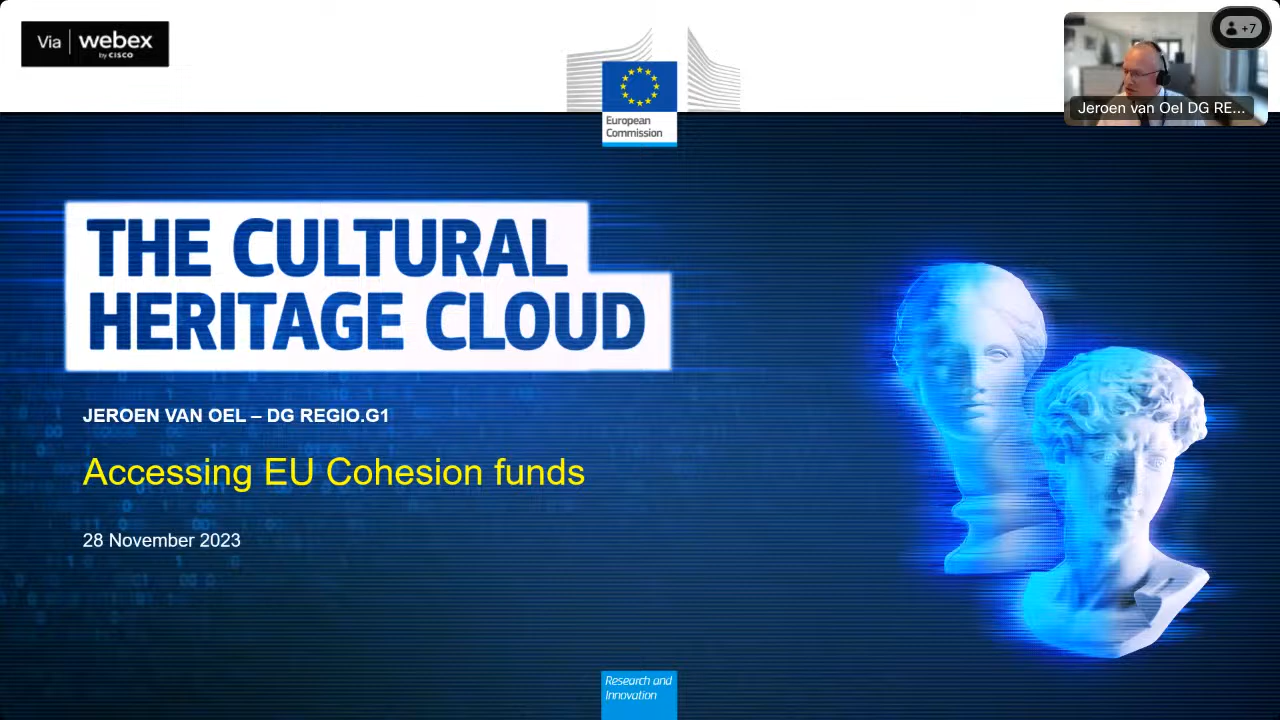 Via webex
by CISCO
+7
Jeroen van Oel DG RE...
European
Commission
THE CULTURAL
HERITAGE CLOUD
JEROEN VAN OEL – DG REGIO.G1
Accessing EU Cohesion funds
28 November 2023
Research and
Innovation